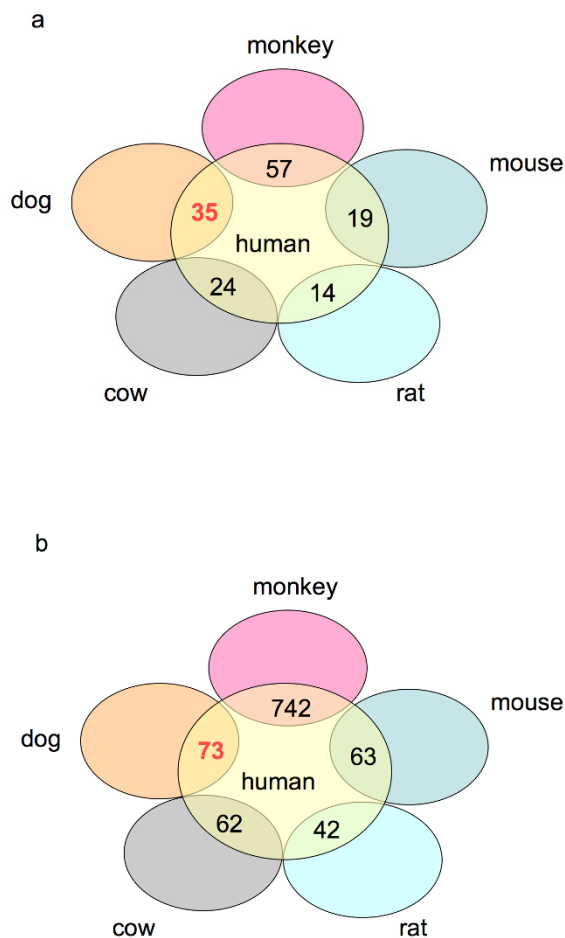 a
monkey
mouse
dog
57
35
19
human
24
14
cow
rat
b
monkey
mouse
dog
742
73
63
human
62
42
cow
rat